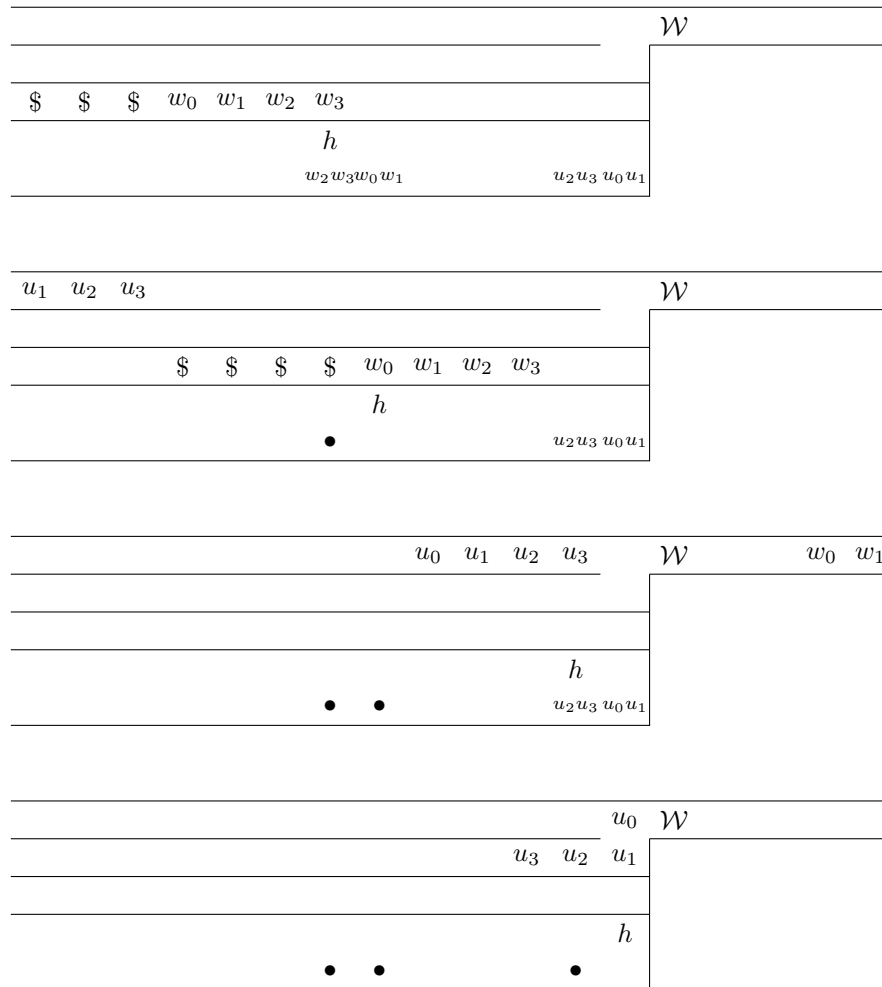 𝒲
$ $ $ w₀ w₁ w₂ w₃
h
w₂w₃w₀w₁ u₂u₃ u₀u₁
u₁ u₂ u₃ 𝒲
$ $ $ $ w₀ w₁ w₂ w₃
h
• u₂u₃ u₀u₁
u₀ u₁ u₂ u₃ 𝒲 w₀ w₁
h
• • u₂u₃ u₀u₁
u₀ 𝒲
u₃ u₂ u₁
h
• • •